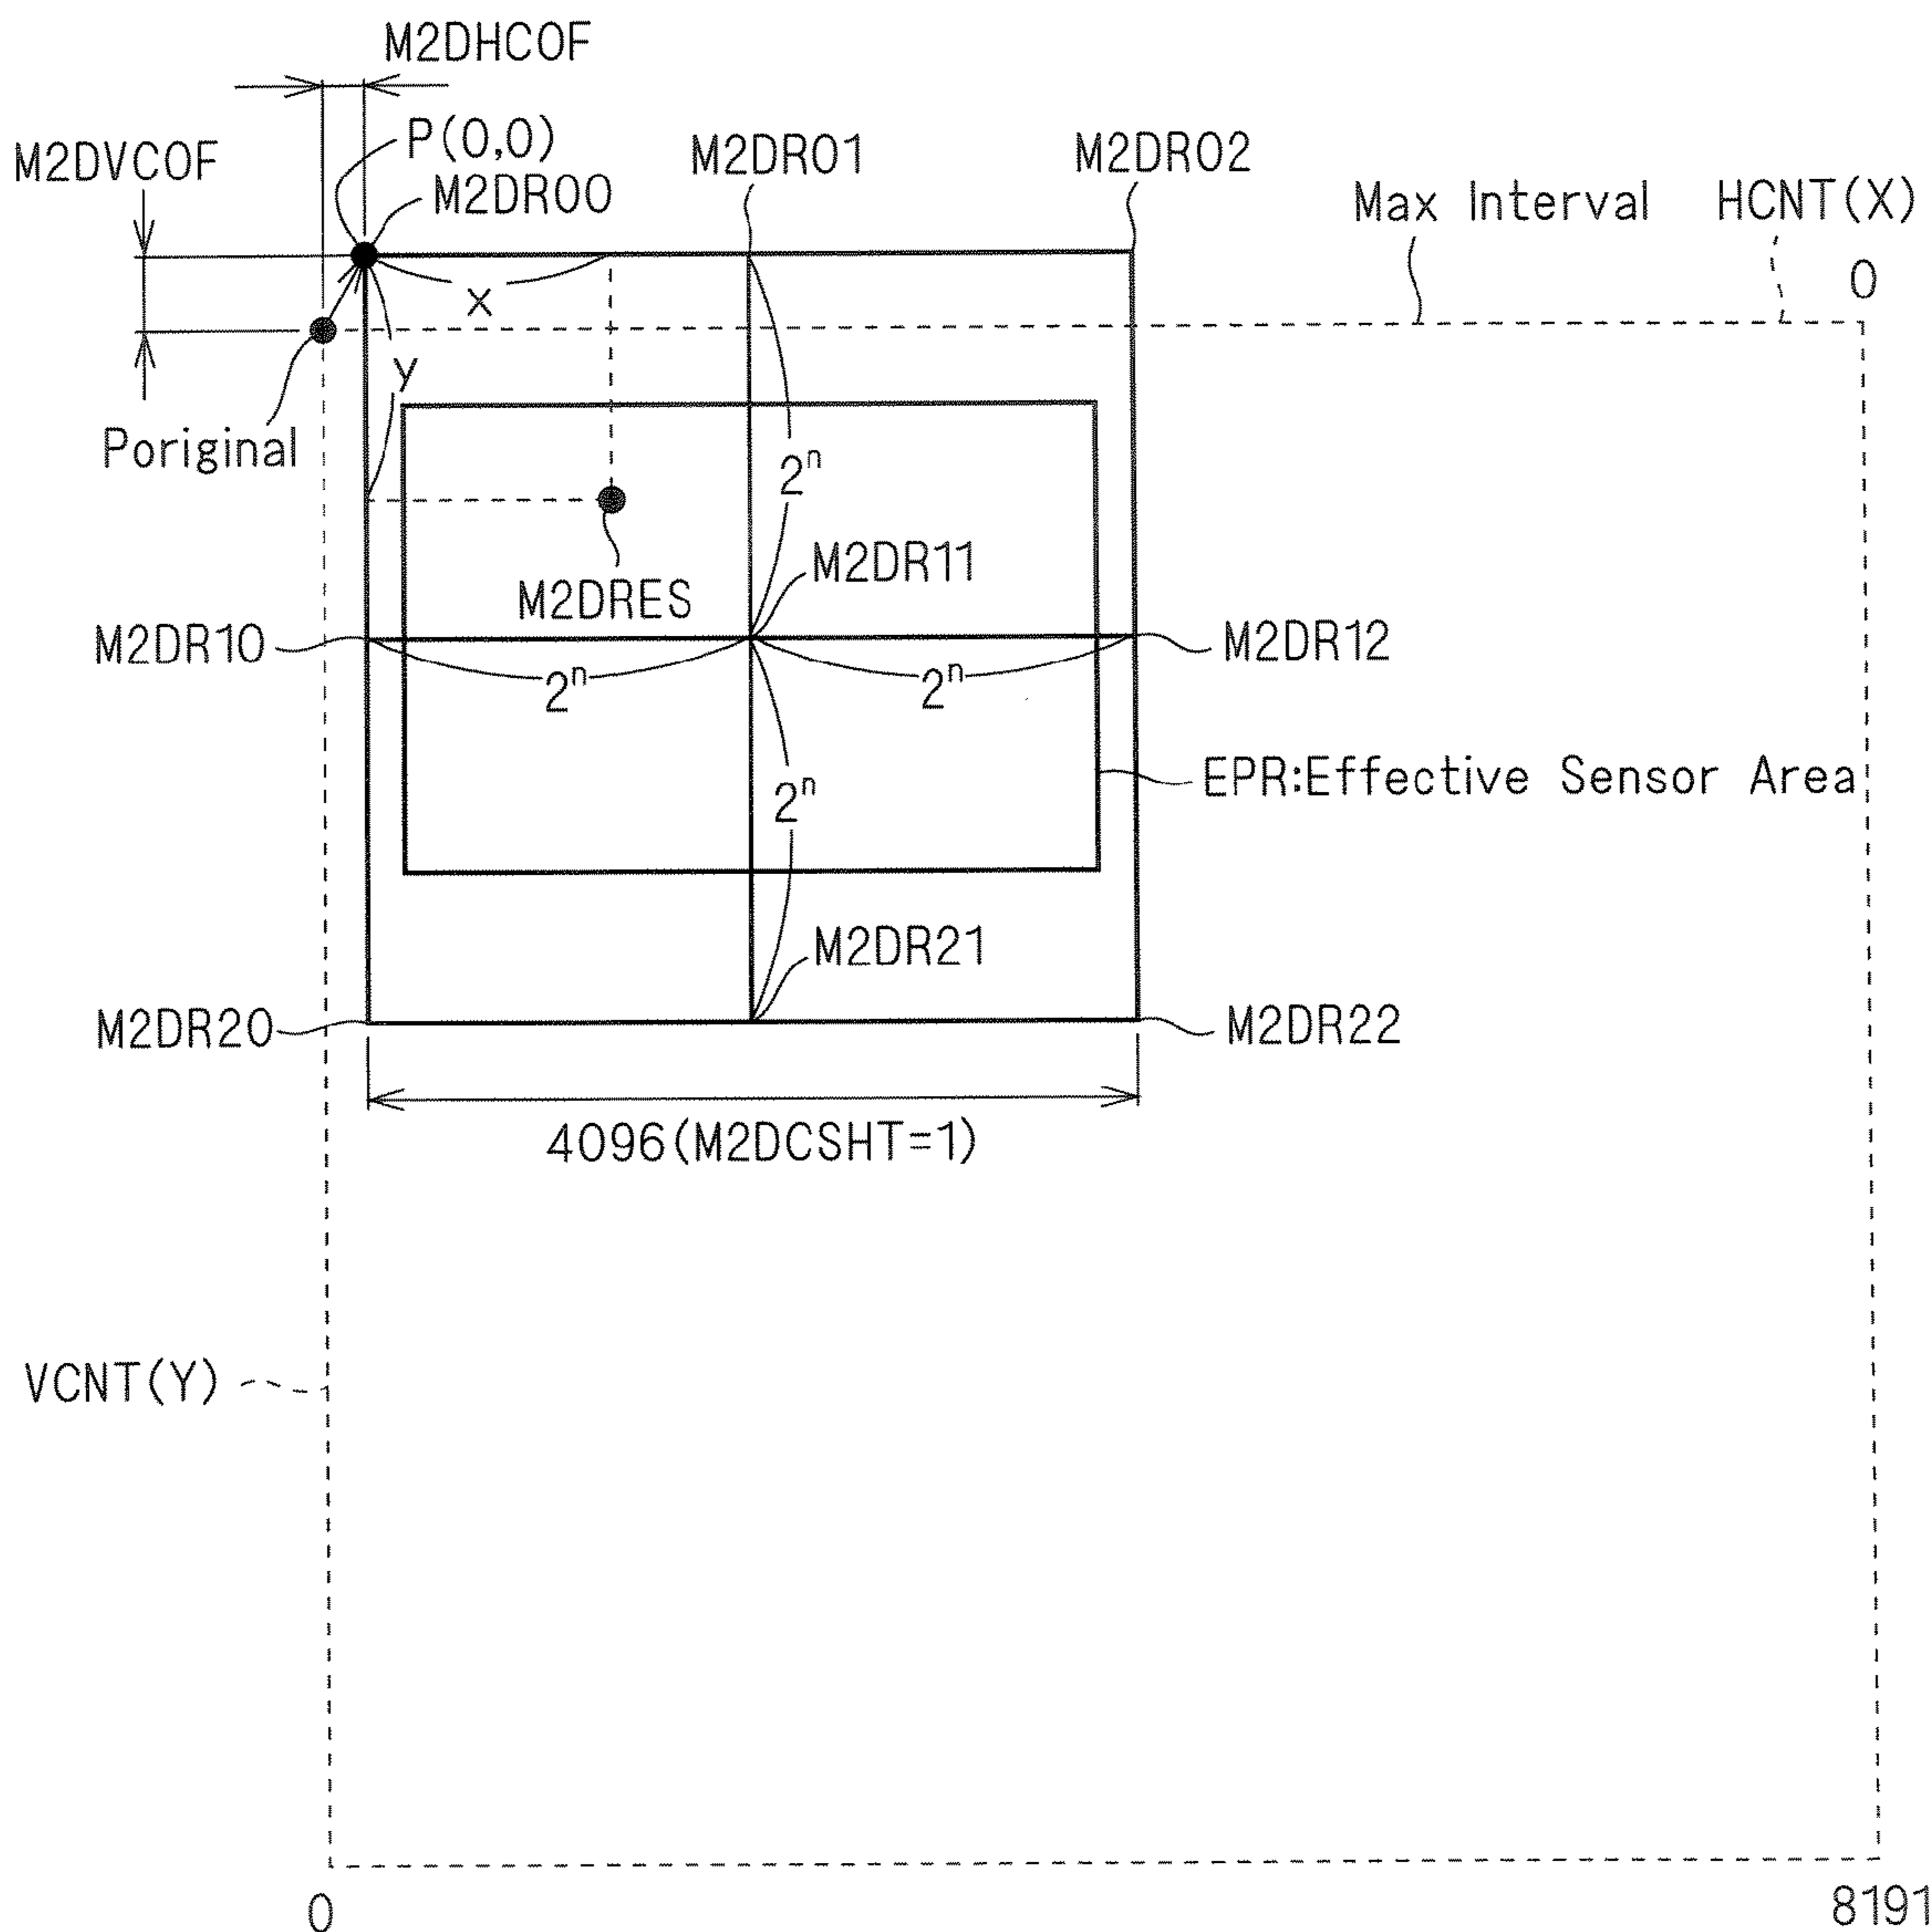 M2DHCOF
M2DVCOF
P(0,0)
M2DR00
M2DR01
M2DR02
Max Interval
HCNT(X)
0
x
y
Poriginal
2ⁿ
M2DRES
M2DR11
M2DR10
M2DR12
2ⁿ
2ⁿ
EPR:Effective Sensor Area
2ⁿ
M2DR21
M2DR20
M2DR22
4096(M2DCSHT=1)
VCNT(Y)
0
8191